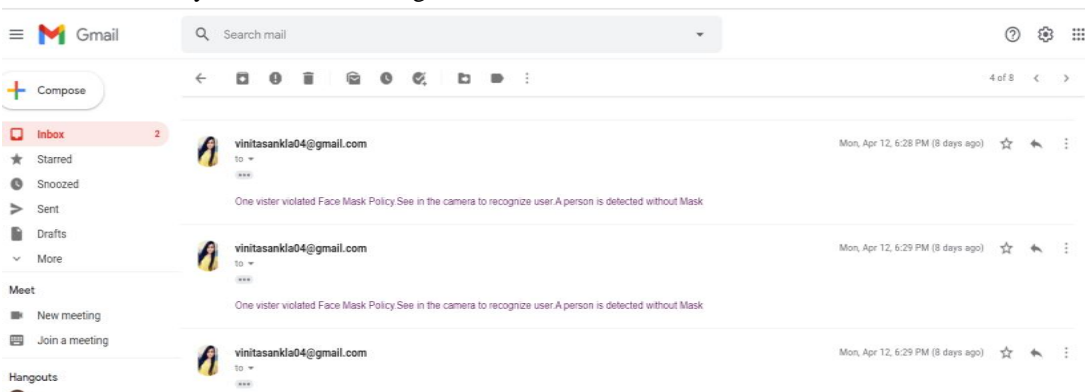 Gmail
Search mail
Compose
4 of 8
Inbox 2
Starred
Snoozed
Sent
Drafts
More
Meet
New meeting
Join a meeting
Hangouts
vinitasankla04@gmail.com Mon, Apr 12, 6:28 PM (8 days ago)
to
One vister violated Face Mask Policy.See in the camera to recognize user.A person is detected without Mask
vinitasankla04@gmail.com Mon, Apr 12, 6:29 PM (8 days ago)
to
One vister violated Face Mask Policy.See in the camera to recognize user.A person is detected without Mask
vinitasankla04@gmail.com Mon, Apr 12, 6:29 PM (8 days ago)
to